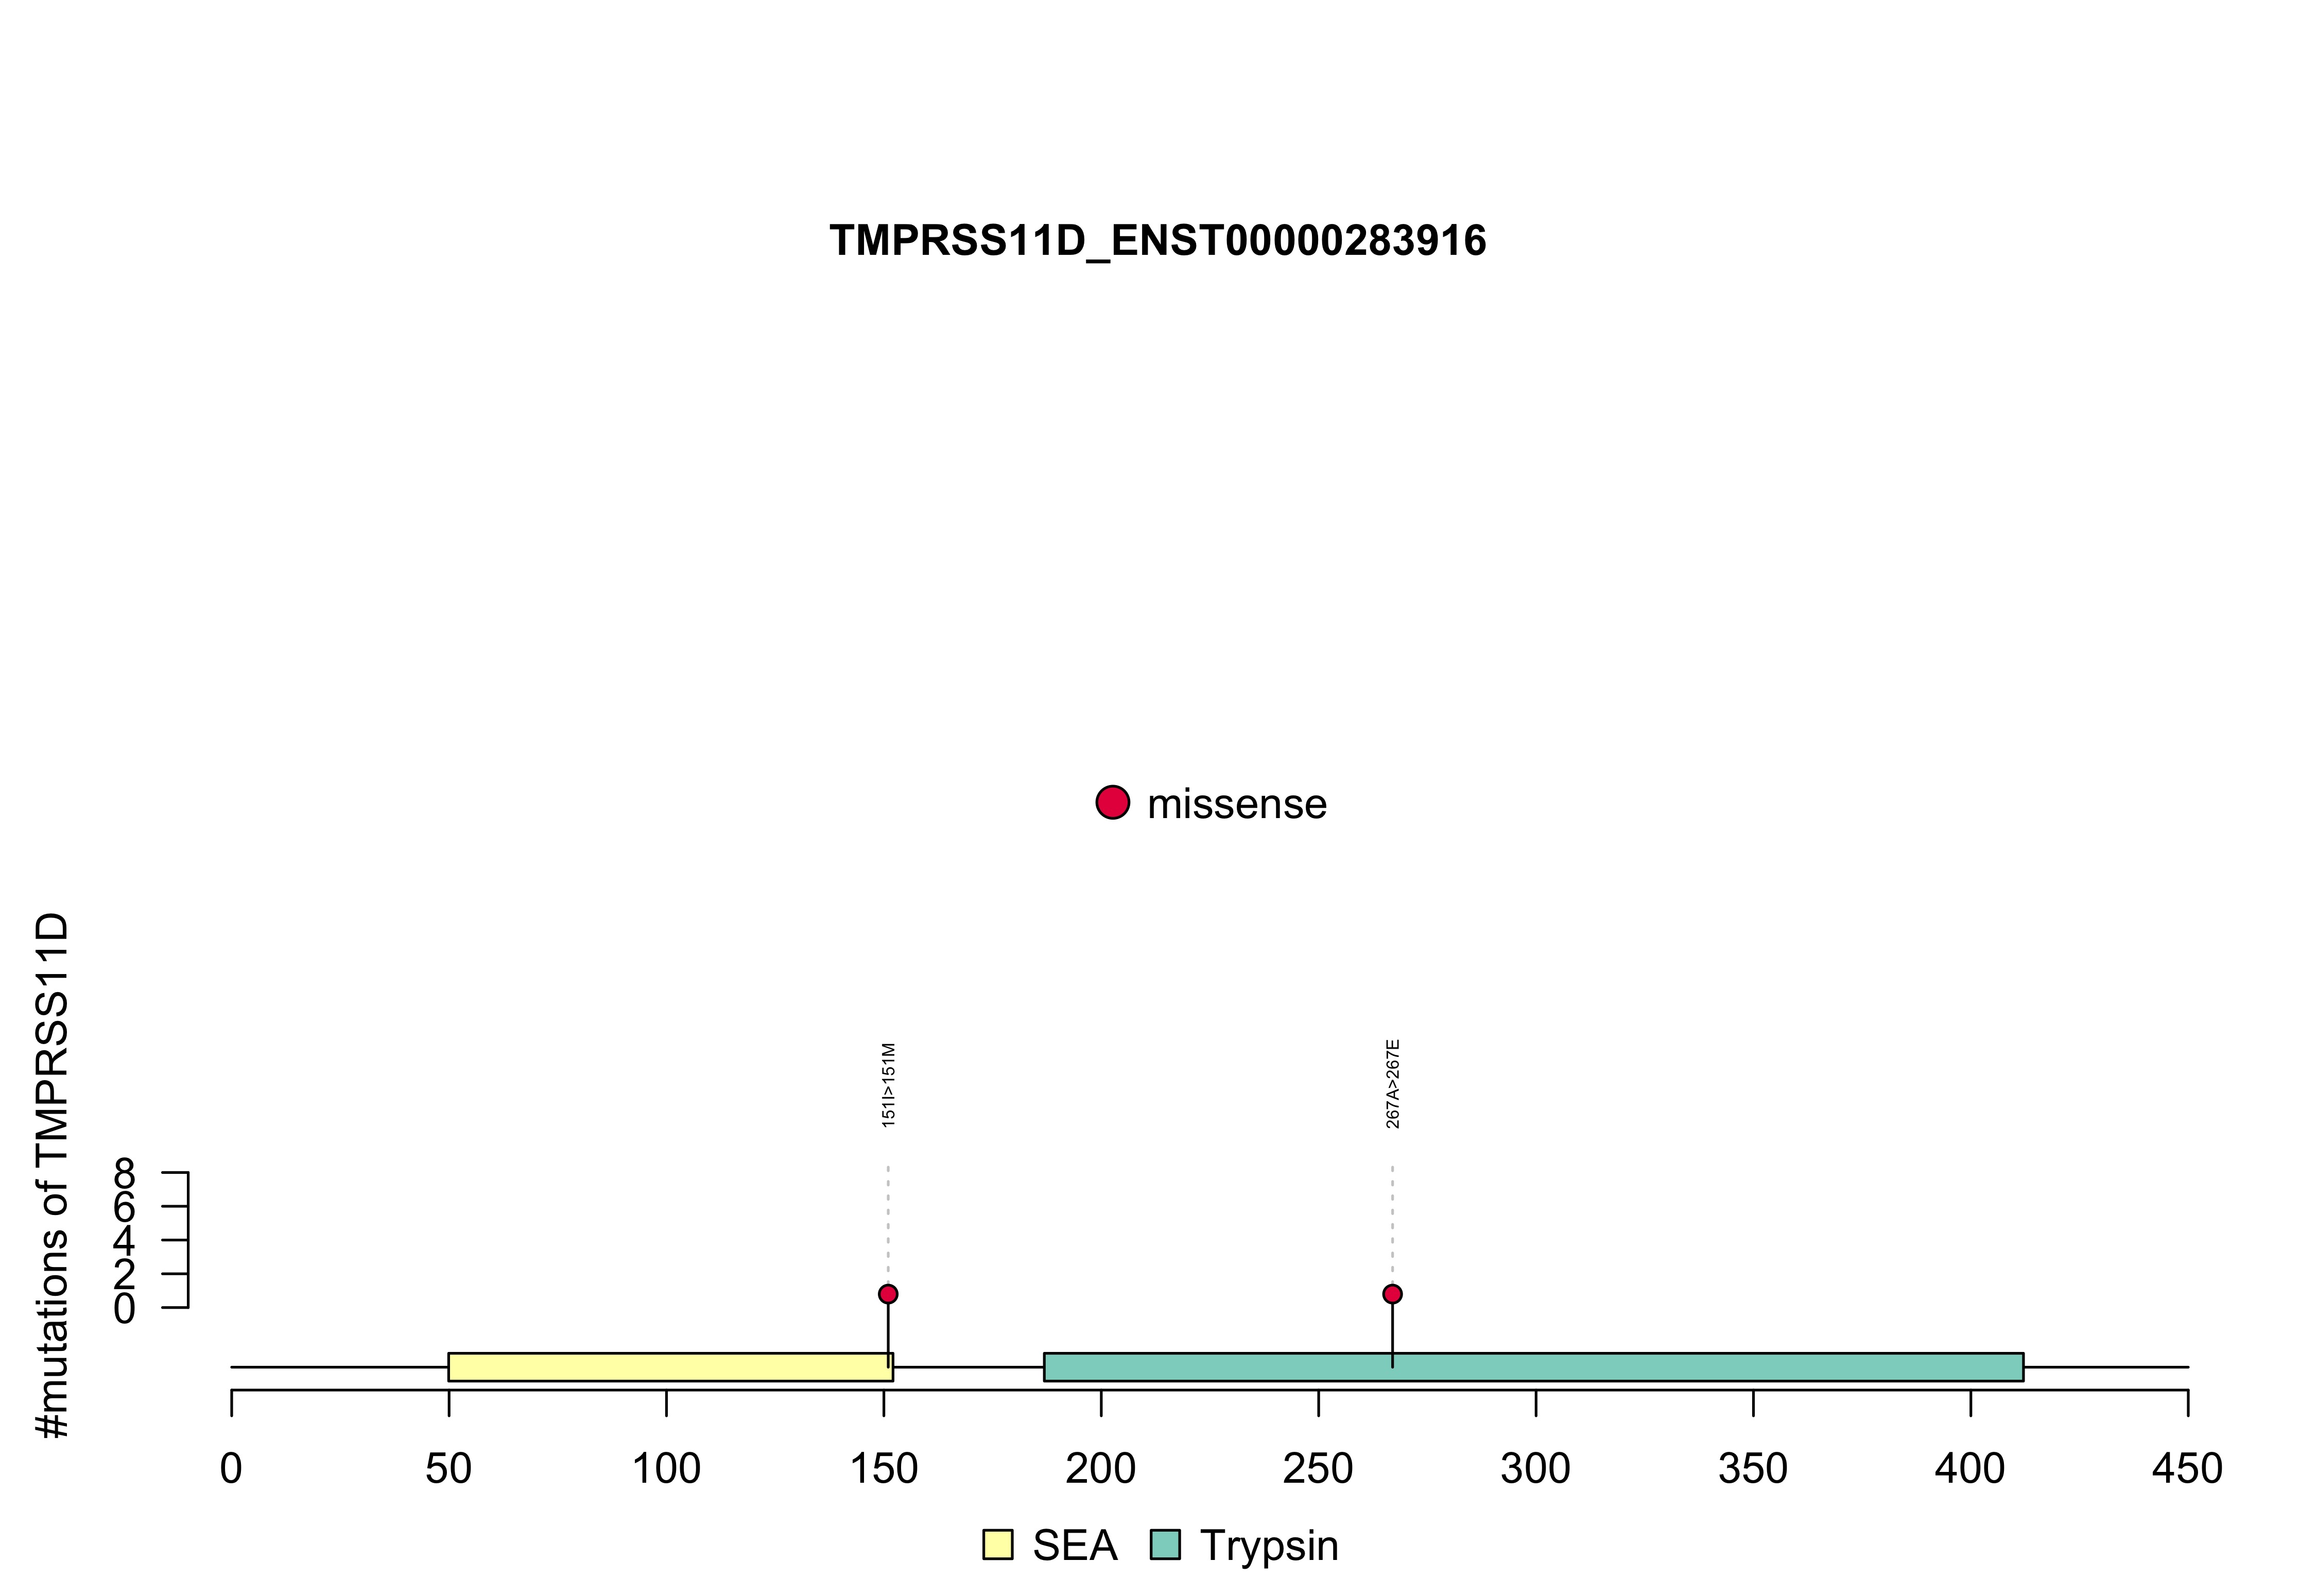 TMPRSS11D_ENST00000283916
missense
#mutations of TMPRSS11D
151I>151M
267A>267E
8
6
4
2
0
0 50 100 150 200 250 300 350 400 450
SEA Trypsin